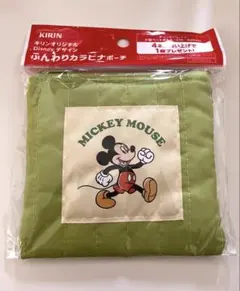 KIRIN
キリンオリジナル
Disneyデザイン
ふんわりカラビナポーチ
4本 買い上げで
1個プレゼント!
MICKEY MOUSE